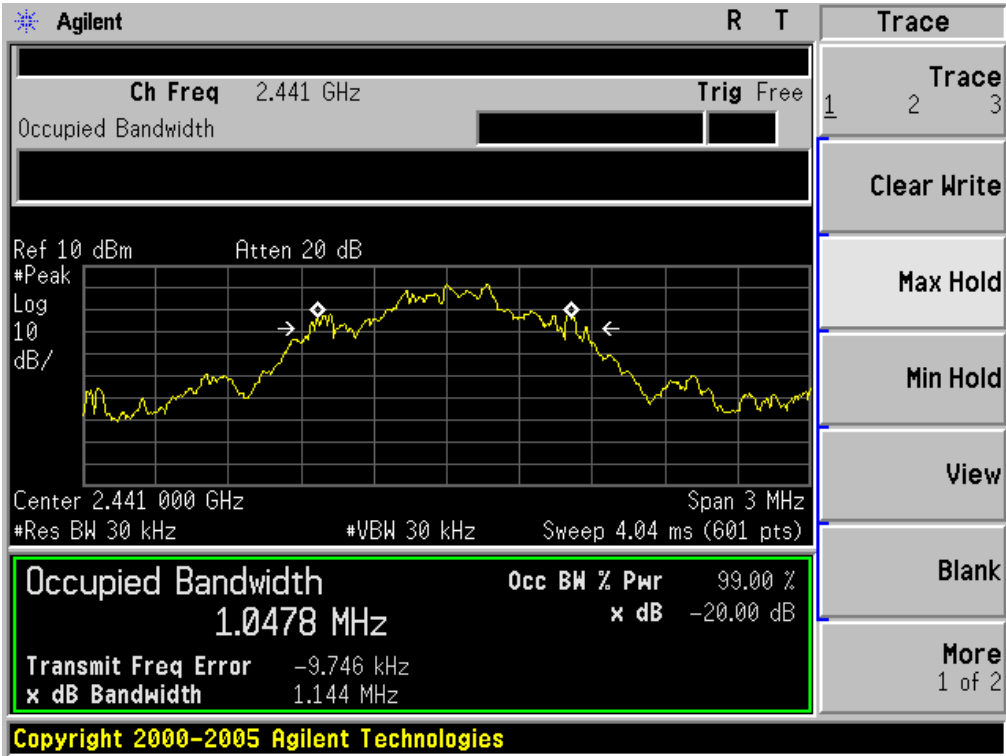 Agilent R T
Ch Freq 2.441 GHz Trig Free
Occupied Bandwidth
Ref 10 dBm Atten 20 dB
#Peak
Log
10
dB/
Center 2.441 000 GHz Span 3 MHz
#Res BW 30 kHz #VBW 30 kHz Sweep 4.04 ms (601 pts)
Occupied Bandwidth
1.0478 MHz
Occ BW % Pwr 99.00 %
x dB -20.00 dB
Transmit Freq Error -9.746 kHz
x dB Bandwidth 1.144 MHz
Copyright 2000-2005 Agilent Technologies
Trace
Trace
1 2 3
Clear Write
Max Hold
Min Hold
View
Blank
More
1 of 2